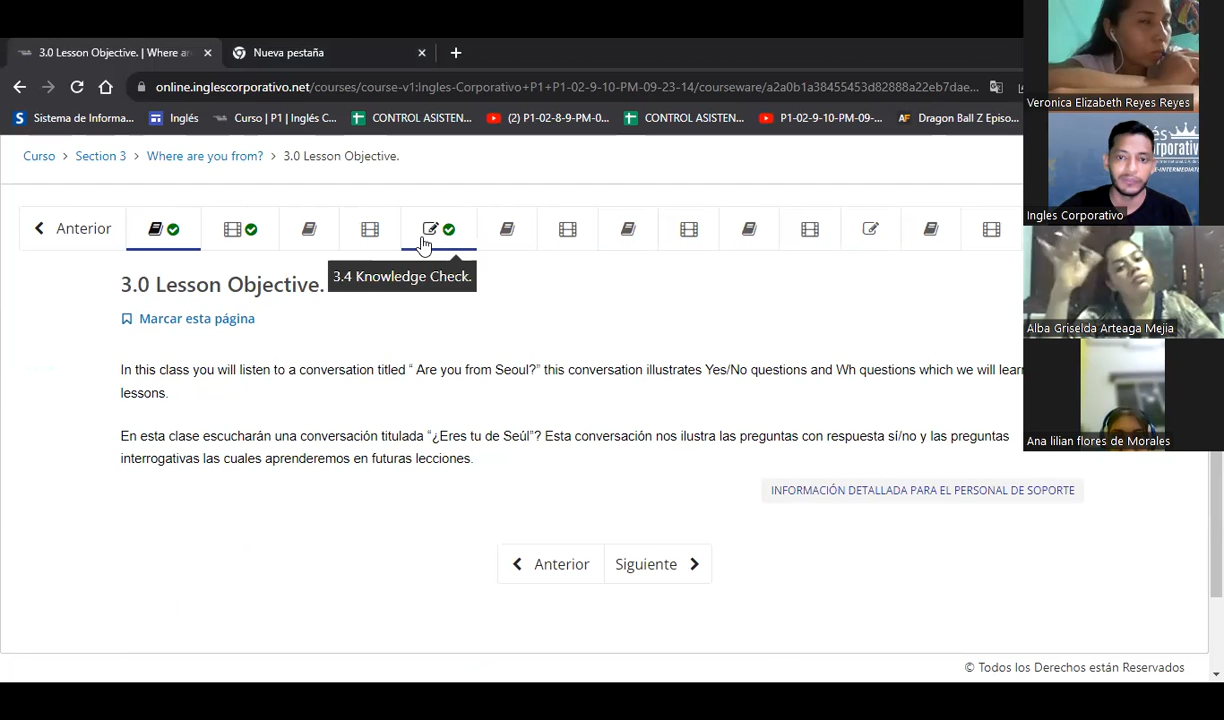 3.0 Lesson Objective. | Where ar
Nueva pestaña
online.inglescorporativo.net/courses/course-v1:Ingles-Corporativo+P1+P1-02-9-10-PM-09-23-14/courseware/a2a0b1a38455453d82888a22eb7dae...
Sistema de Informa...
Inglés
Curso | P1 | Inglés C...
CONTROL ASISTEN...
(2) P1-02-8-9-PM-0...
CONTROL ASISTEN...
P1-02-9-10-PM-09-...
Dragon Ball Z Episo...
Curso > Section 3 > Where are you from? > 3.0 Lesson Objective.
Anterior
3.4 Knowledge Check.
3.0 Lesson Objective.
Marcar esta página
In this class you will listen to a conversation titled “ Are you from Seoul?” this conversation illustrates Yes/No questions and Wh questions which we will learn
lessons.
En esta clase escucharán una conversación titulada “¿Eres tu de Seúl”? Esta conversación nos ilustra las preguntas con respuesta sí/no y las preguntas
interrogativas las cuales aprenderemos en futuras lecciones.
INFORMACIÓN DETALLADA PARA EL PERSONAL DE SOPORTE
Anterior
Siguiente
© Todos los Derechos están Reservados
Veronica Elizabeth Reyes Reyes
Ingles Corporativo
Alba Griselda Arteaga Mejia
Ana lilian flores de Morales